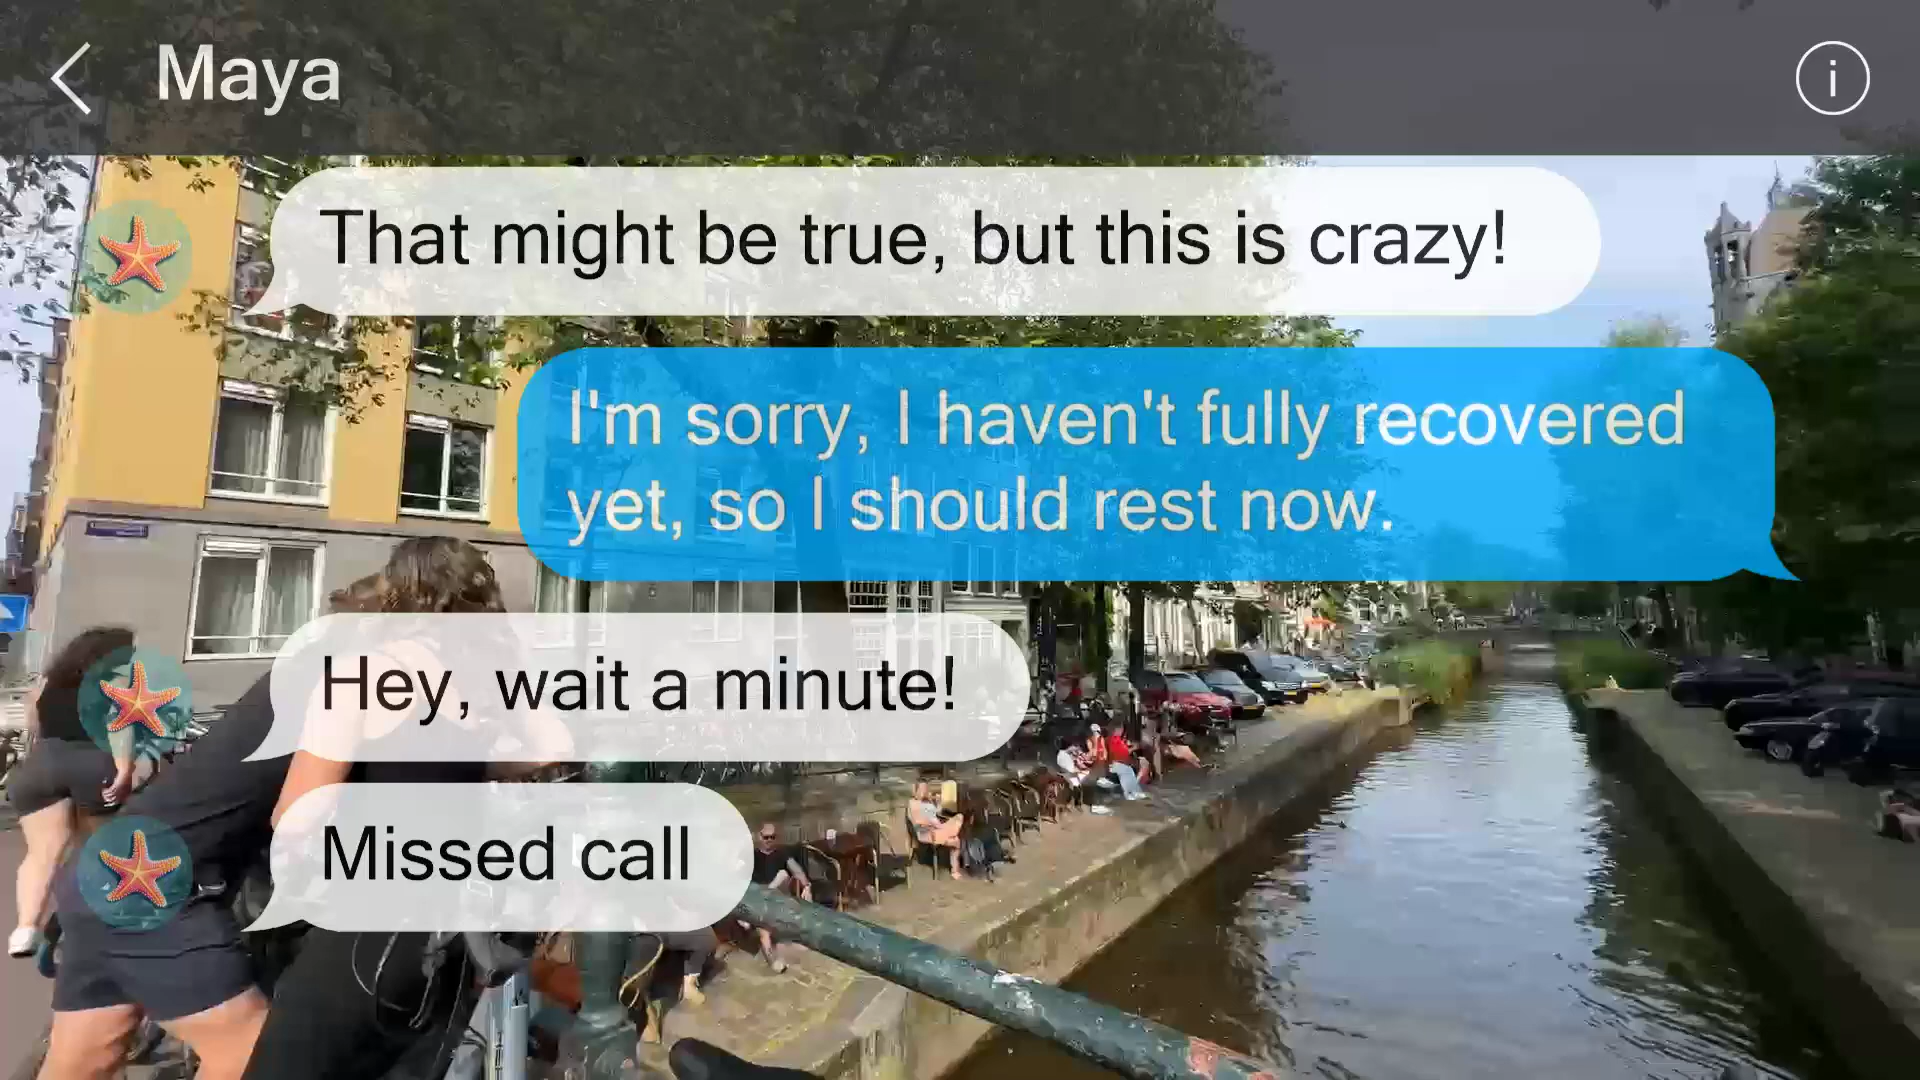 Maya
That might be true, but this is crazy!
I'm sorry, I haven't fully recovered
yet, so I should rest now.
Hey, wait a minute!
Missed call